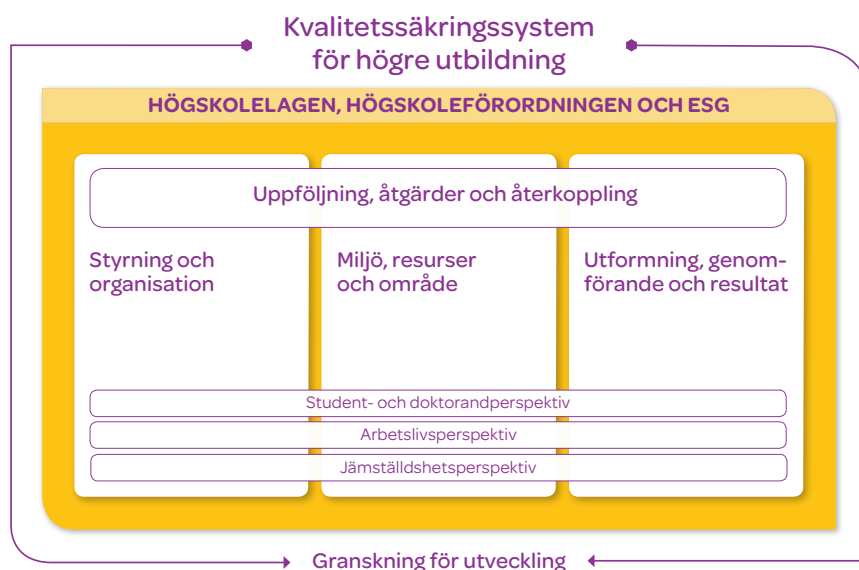 Kvalitetssäkringssystem
för högre utbildning
HÖGSKOLELAGEN, HÖGSKOLEFÖRORDNINGEN OCH ESG
Uppföljning, åtgärder och återkoppling
Styrning och
organisation
Miljö, resurser
och område
Utformning, genom-
förande och resultat
Student- och doktorandperspektiv
Arbetslivsperspektiv
Jämställdshetsperspektiv
Granskning för utveckling